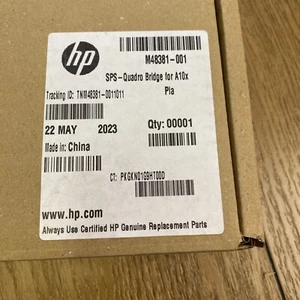 hp
M48381-001
SPS-Quadro Bridge for A10x
Tracking ID: TNM48381-0011011
Pla
22 MAY 2023
Qty: 00001
Made in: China
CT: PKGKN01G9HT00D
www.hp.com
Always Use Certified HP Genuine Replacement Parts